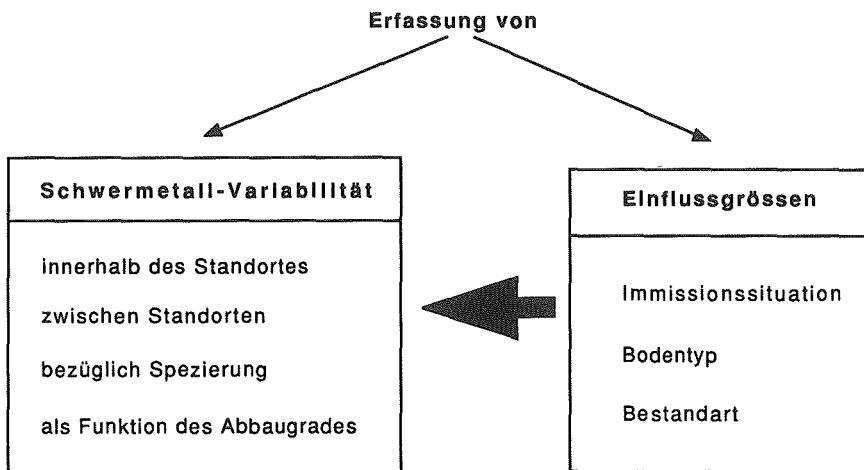 Erfassung von
Schwermetall-Variabilität
innerhalb des Standortes
zwischen Standorten
bezüglich Spezierung
als Funktion des Abbaugrades
Einflussgrössen
Immissionssituation
Bodentyp
Bestandart